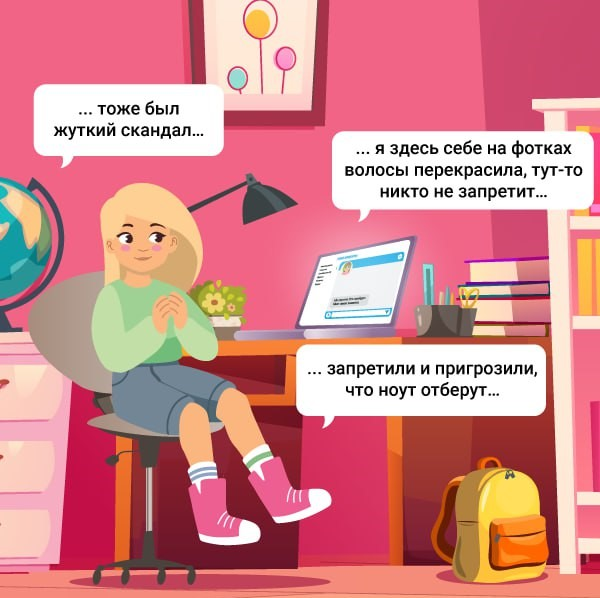 ... тоже был
жуткий скандал...
... я здесь себе на фотках
волосы перекрасила, тут-то
никто не запретит...
... запретили и пригрозили,
что ноут отберут...